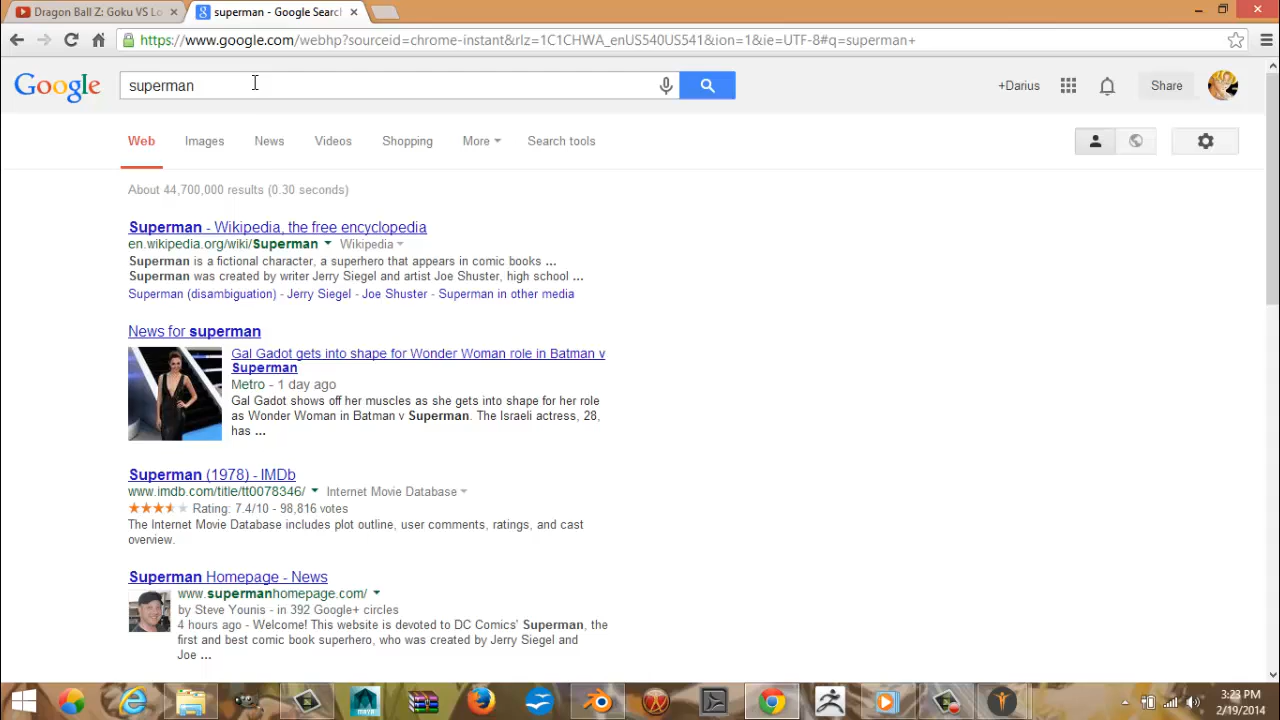 Dragon Ball Z: Goku VS Lo
superman - Google Search
https://www.google.com/webhp?sourceid=chrome-instant&rlz=1C1CHWA_enUS540US541&ion=1&ie=UTF-8#q=superman+
Google
superman
+Darius
Share
Web
Images
News
Videos
Shopping
More
Search tools
About 44,700,000 results (0.30 seconds)
Superman - Wikipedia, the free encyclopedia
en.wikipedia.org/wiki/Superman
Wikipedia
Superman is a fictional character, a superhero that appears in comic books ...
Superman was created by writer Jerry Siegel and artist Joe Shuster, high school ...
Superman (disambiguation) - Jerry Siegel - Joe Shuster - Superman in other media
News for superman
Gal Gadot gets into shape for Wonder Woman role in Batman v
Superman
Metro - 1 day ago
Gal Gadot shows off her muscles as she gets into shape for her role
as Wonder Woman in Batman v Superman. The Israeli actress, 28,
has ...
Superman (1978) - IMDb
www.imdb.com/title/tt0078346/
Internet Movie Database
Rating: 7.4/10 - 98,816 votes
The Internet Movie Database includes plot outline, user comments, ratings, and cast
overview.
Superman Homepage - News
www.supermanhomepage.com/
by Steve Younis - in 392 Google+ circles
4 hours ago - Welcome! This website is devoted to DC Comics' Superman, the
first and best comic book superhero, who was created by Jerry Siegel and
Joe ...
3:23 PM
2/19/2014